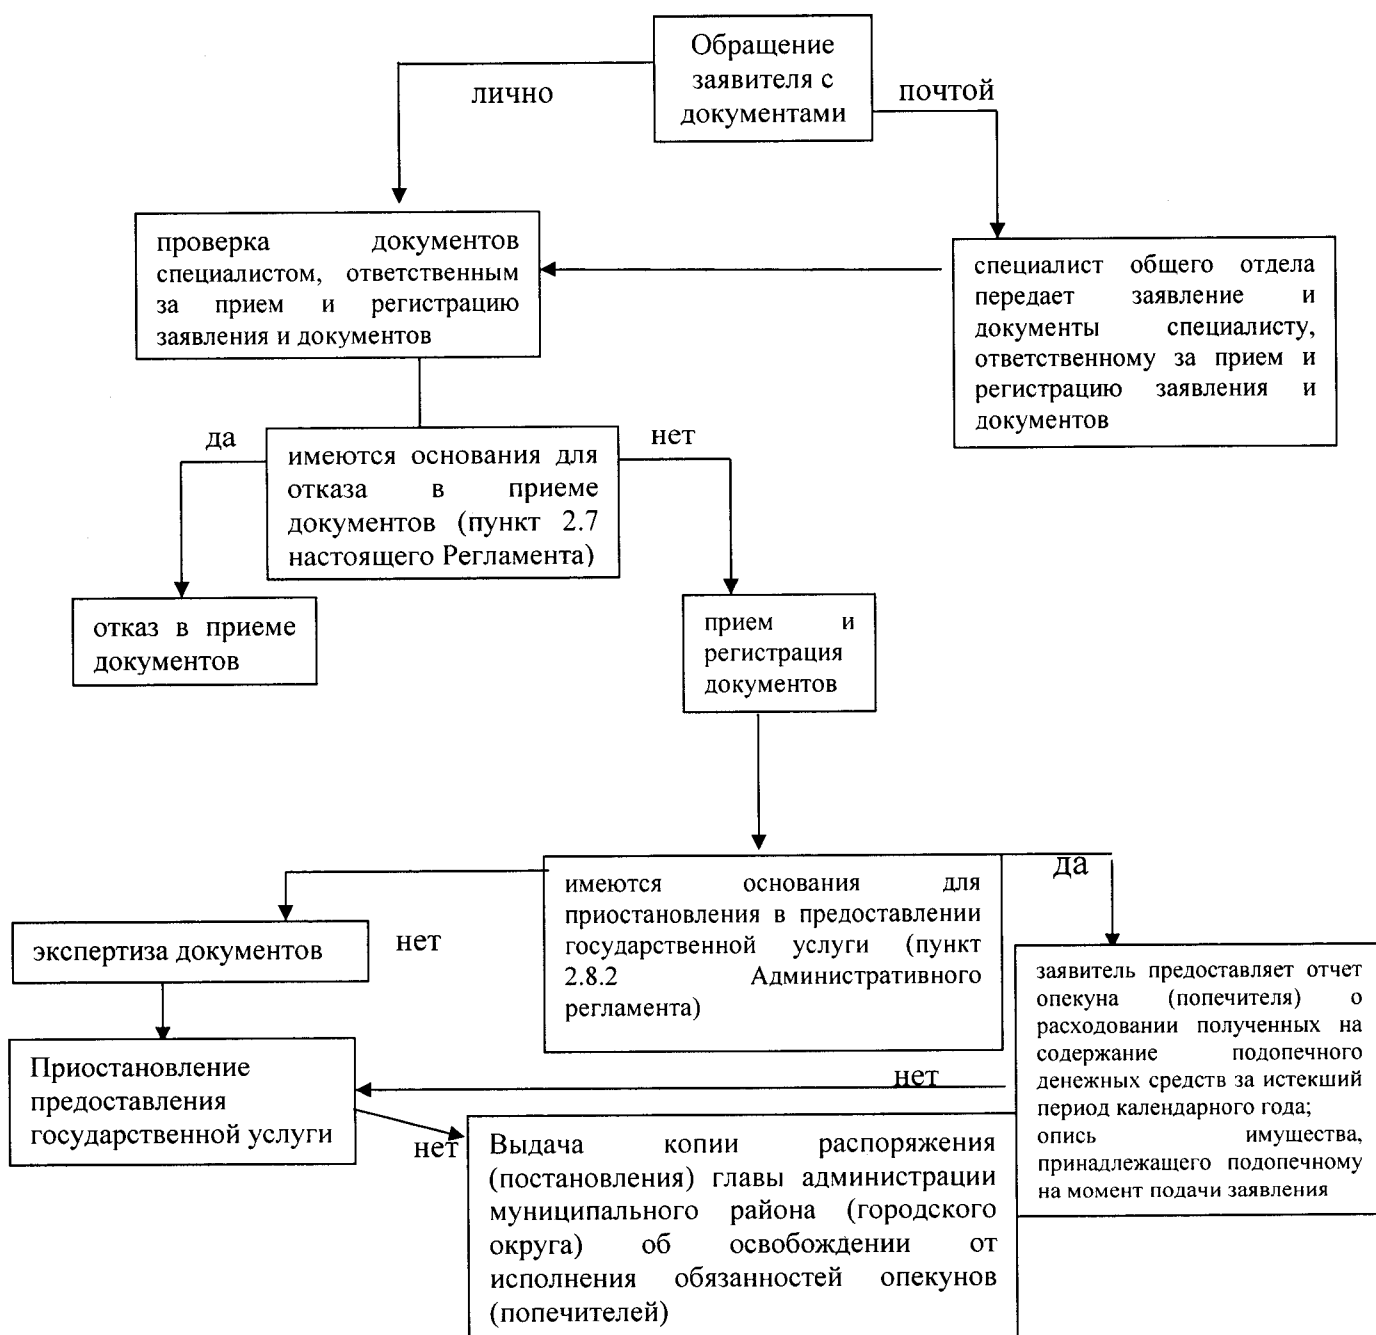 Обращение
заявителя с
документами
лично
почтой
проверка документов
специалистом, ответственным
за прием и регистрацию
заявления и документов
специалист общего отдела
передает заявление и
документы специалисту,
ответственному за прием и
регистрацию заявления и
документов
да
нет
имеются основания для
отказа в приеме
документов (пункт 2.7
настоящего Регламента)
отказ в приеме
документов
прием и
регистрация
документов
да
имеются основания для
приостановления в предоставлении
государственной услуги (пункт
2.8.2 Административного
регламента)
нет
экспертиза документов
заявитель предоставляет отчет
опекуна (попечителя) о
расходовании полученных на
содержание подопечного
денежных средств за истекший
период календарного года;
опись имущества,
принадлежащего подопечному
на момент подачи заявления
нет
Приостановление
предоставления
государственной услуги
нет
Выдача копии распоряжения
(постановления) главы администрации
муниципального района (городского
округа) об освобождении от
исполнения обязанностей опекунов
(попечителей)